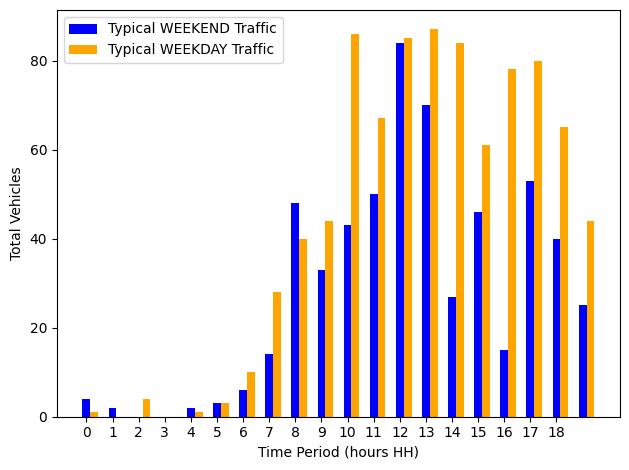 Typical WEEKEND Traffic
Typical WEEKDAY Traffic
80
60
40
20
0
0 1 2 3 4 5 6 7 8 9 10 11 12 13 14 15 16 17 18
Total Vehicles
Time Period (hours HH)